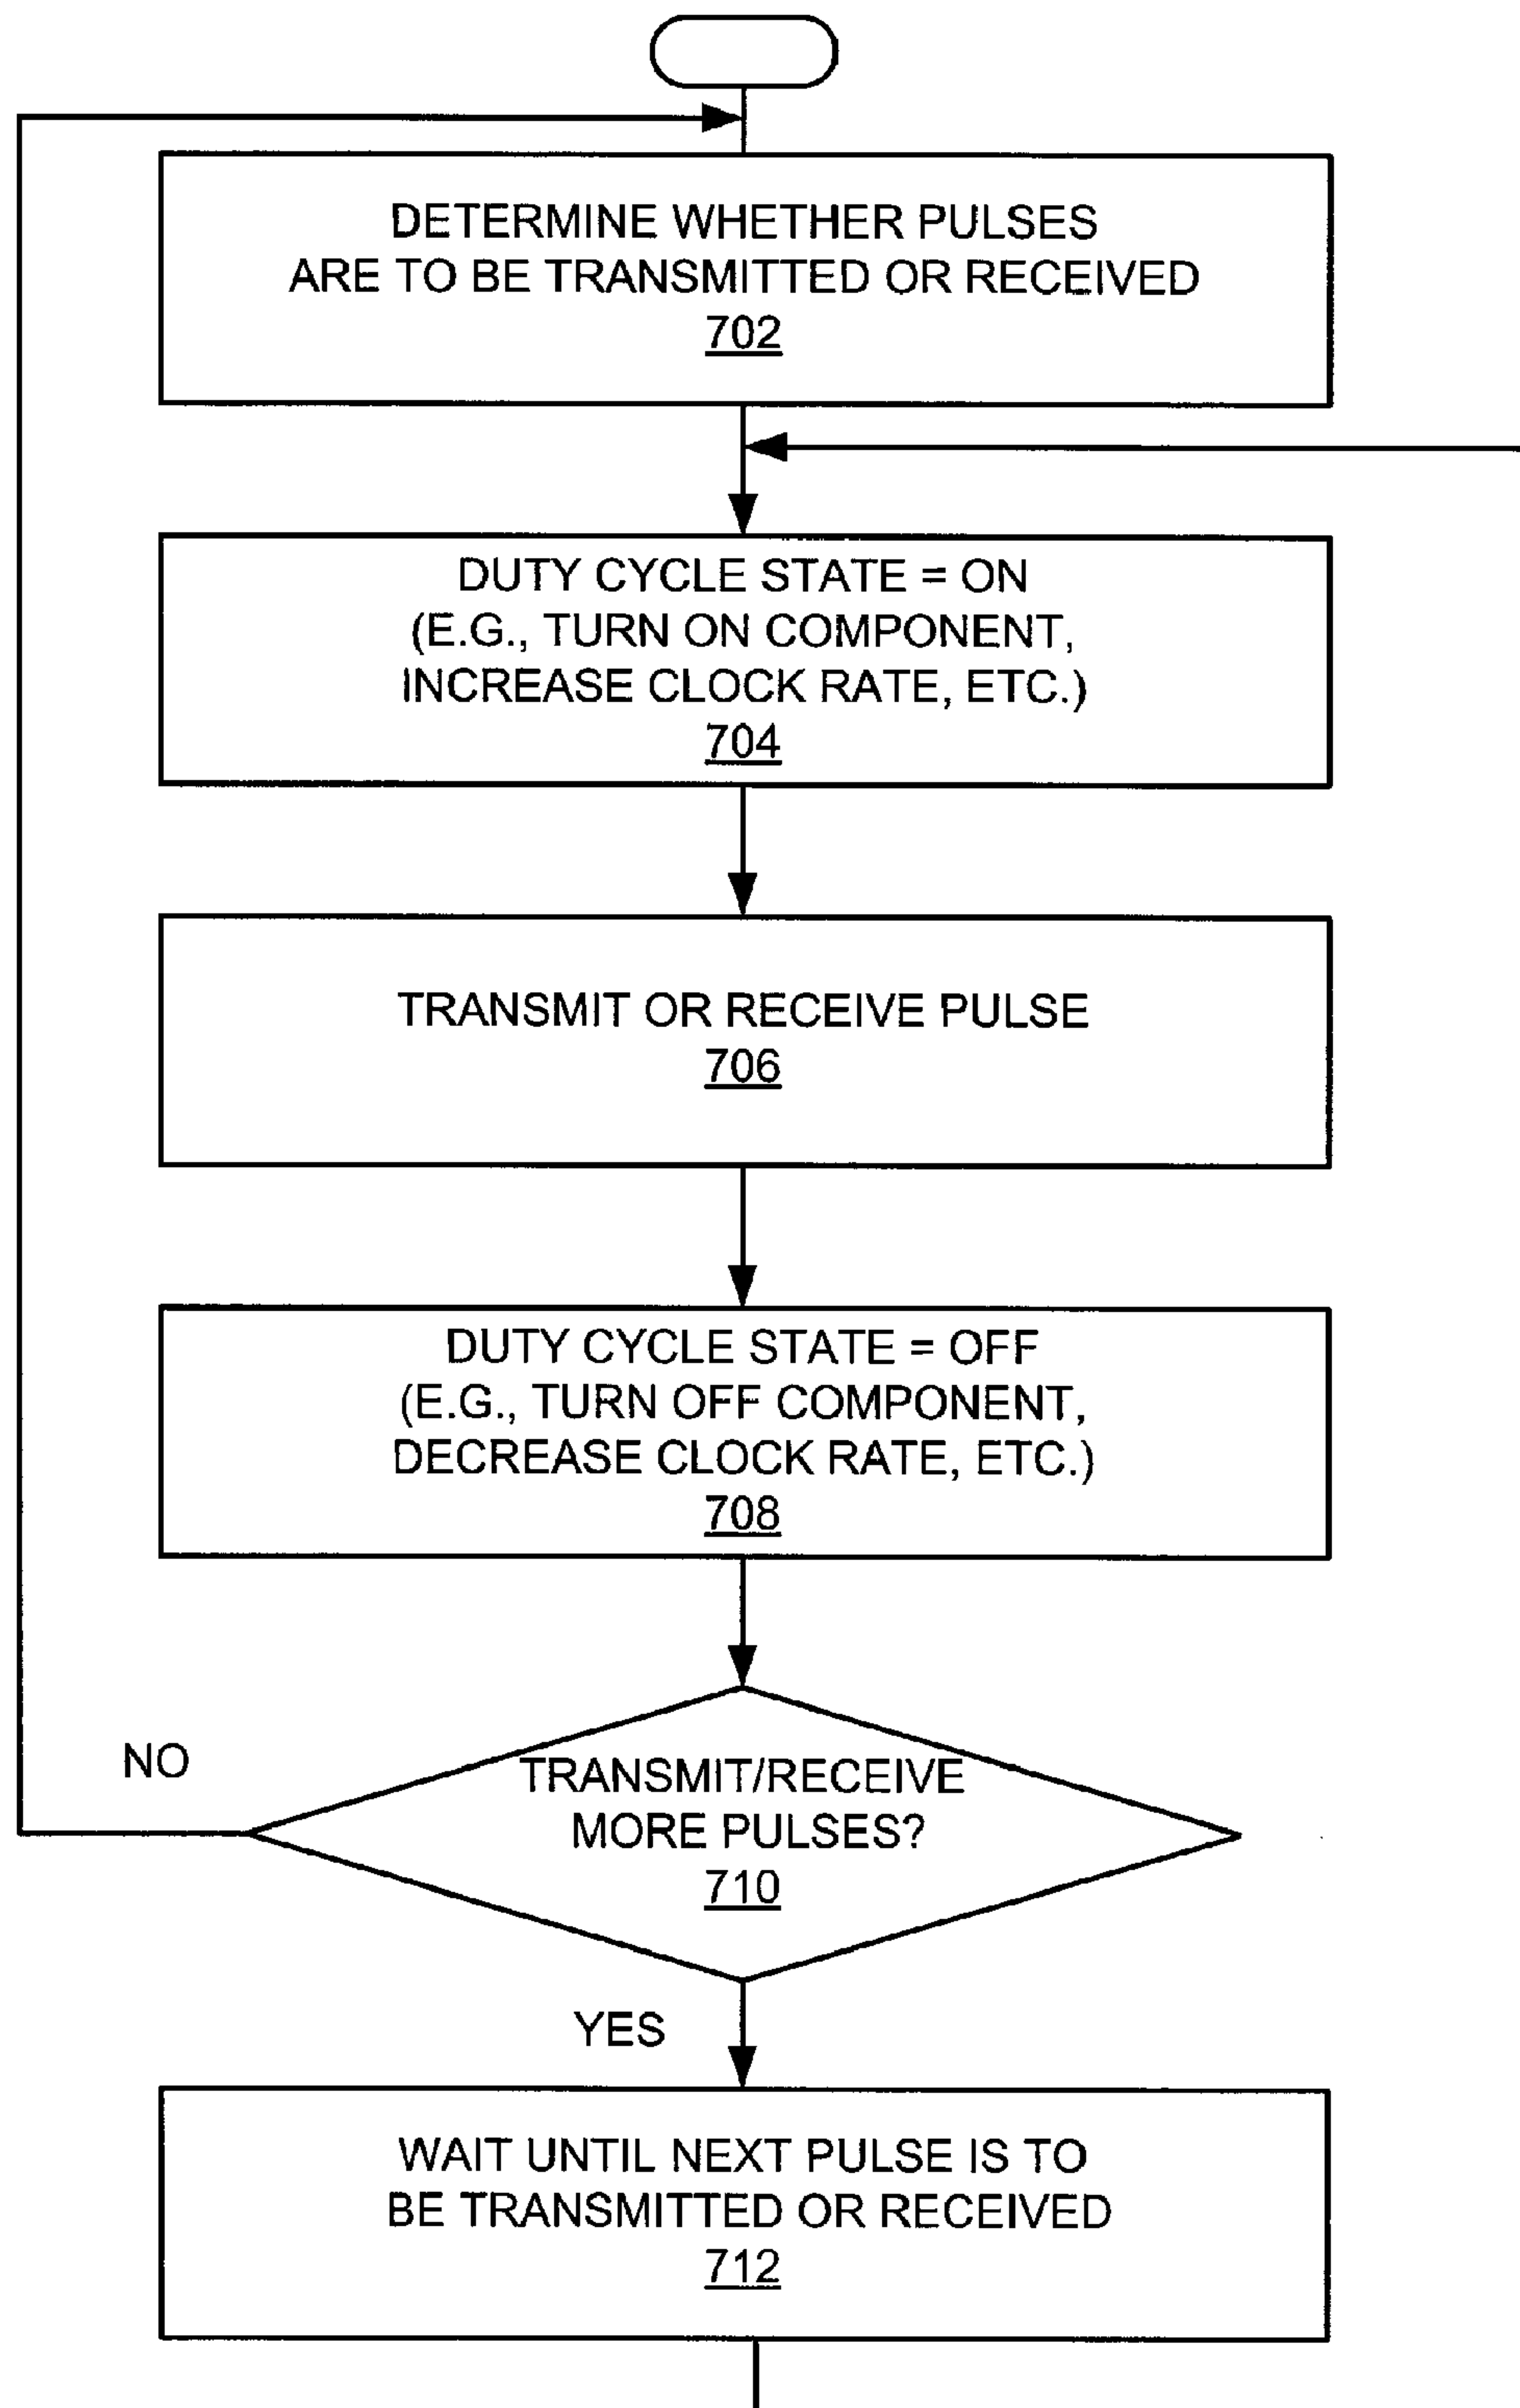 DETERMINE WHETHER PULSES
ARE TO BE TRANSMITTED OR RECEIVED
702
DUTY CYCLE STATE = ON
(E.G., TURN ON COMPONENT,
INCREASE CLOCK RATE, ETC.)
704
TRANSMIT OR RECEIVE PULSE
706
DUTY CYCLE STATE = OFF
(E.G., TURN OFF COMPONENT,
DECREASE CLOCK RATE, ETC.)
708
NO
TRANSMIT/RECEIVE
MORE PULSES?
710
YES
WAIT UNTIL NEXT PULSE IS TO
BE TRANSMITTED OR RECEIVED
712